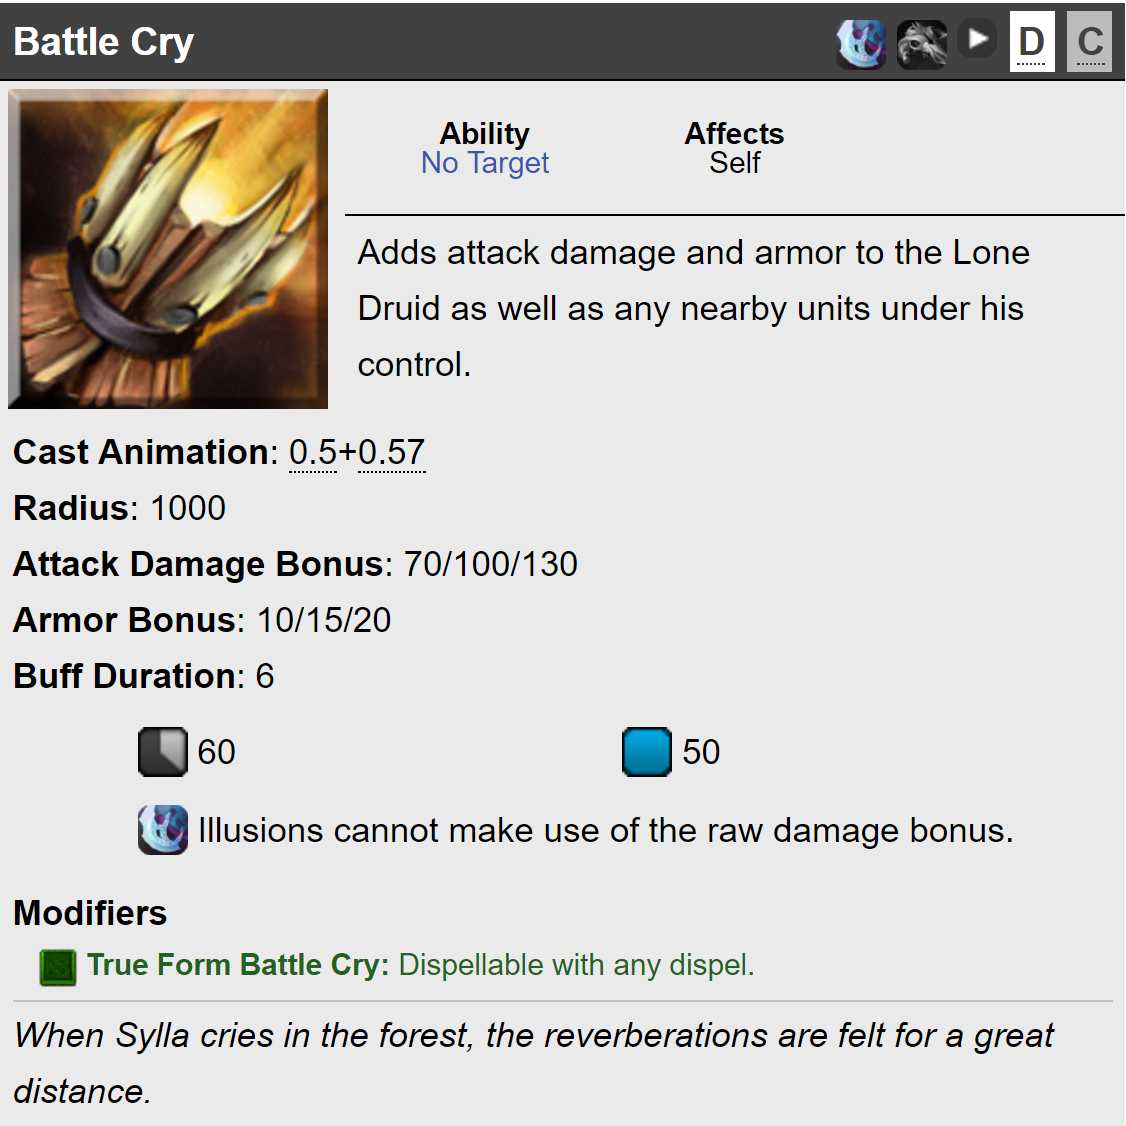 Battle Cry D C
Ability Affects
No Target Self
Adds attack damage and armor to the Lone
Druid as well as any nearby units under his
control.
Cast Animation: 0.5+0.57
Radius: 1000
Attack Damage Bonus: 70/100/130
Armor Bonus: 10/15/20
Buff Duration: 6
60 50
Illusions cannot make use of the raw damage bonus.
Modifiers
True Form Battle Cry: Dispellable with any dispel.
When Sylla cries in the forest, the reverberations are felt for a great
distance.